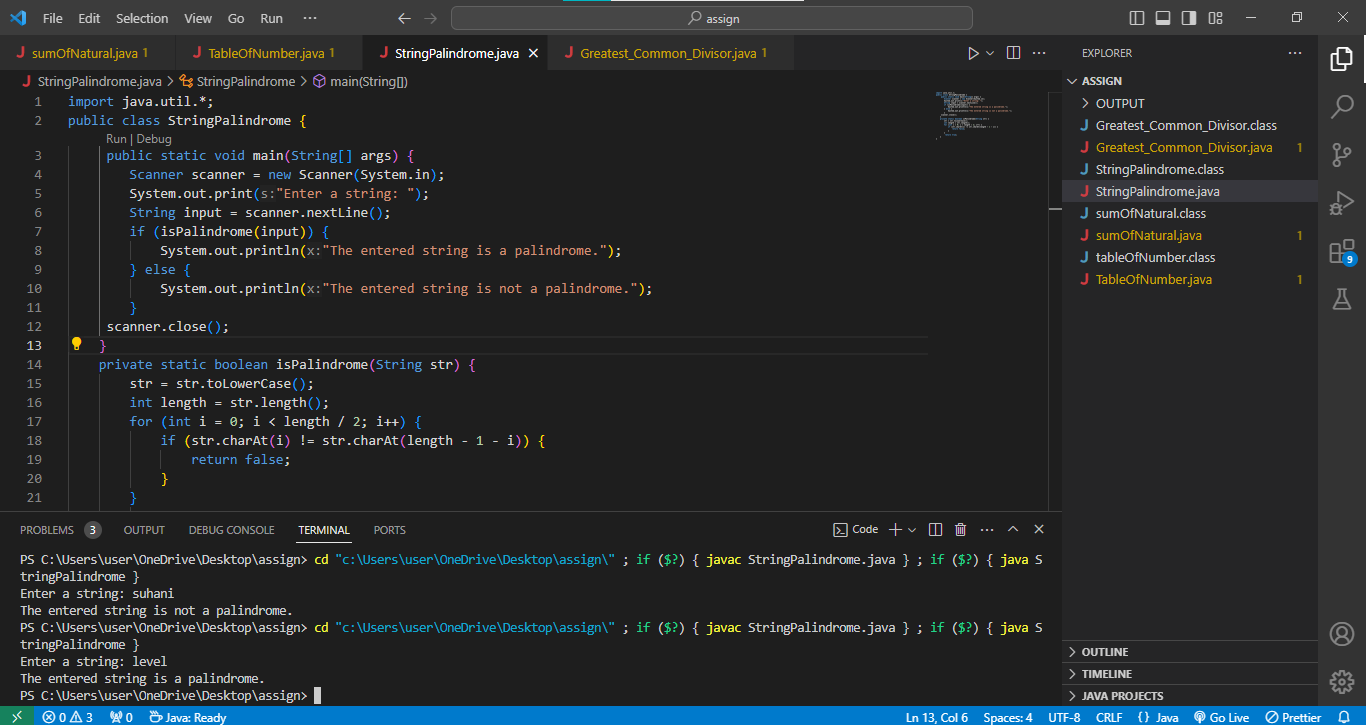 File Edit Selection View Go Run ··· assign
sumOfNatural.java 1 TableOfNumber.java 1 StringPalindrome.java Greatest_Common_Divisor.java 1
StringPalindrome.java > StringPalindrome > main(String[])
1 import java.util.*;
2 public class StringPalindrome {
Run | Debug
3 public static void main(String[] args) {
4 Scanner scanner = new Scanner(System.in);
5 System.out.print(s:"Enter a string: ");
6 String input = scanner.nextLine();
7 if (isPalindrome(input)) {
8 System.out.println(x:"The entered string is a palindrome.");
9 } else {
10 System.out.println(x:"The entered string is not a palindrome.");
11 }
12 scanner.close();
13 }
14 private static boolean isPalindrome(String str) {
15 str = str.toLowerCase();
16 int length = str.length();
17 for (int i = 0; i < length / 2; i++) {
18 if (str.charAt(i) != str.charAt(length - 1 - i)) {
19 return false;
20 }
21 }
PROBLEMS 3 OUTPUT DEBUG CONSOLE TERMINAL PORTS Code
PS C:\Users\user\OneDrive\Desktop\assign> cd "c:\Users\user\OneDrive\Desktop\assign\" ; if ($?) { javac StringPalindrome.java } ; if ($?) { java S
tringPalindrome }
Enter a string: suhani
The entered string is not a palindrome.
PS C:\Users\user\OneDrive\Desktop\assign> cd "c:\Users\user\OneDrive\Desktop\assign\" ; if ($?) { javac StringPalindrome.java } ; if ($?) { java S
tringPalindrome }
Enter a string: level
The entered string is a palindrome.
PS C:\Users\user\OneDrive\Desktop\assign>
EXPLORER
ASSIGN
OUTPUT
J Greatest_Common_Divisor.class
J Greatest_Common_Divisor.java 1
J StringPalindrome.class
J StringPalindrome.java
J sumOfNatural.class
J sumOfNatural.java 1
J tableOfNumber.class
J TableOfNumber.java 1
9
OUTLINE
TIMELINE
JAVA PROJECTS
0 3 0 Java: Ready Ln 13, Col 6 Spaces: 4 UTF-8 CRLF {} Java Go Live Prettier